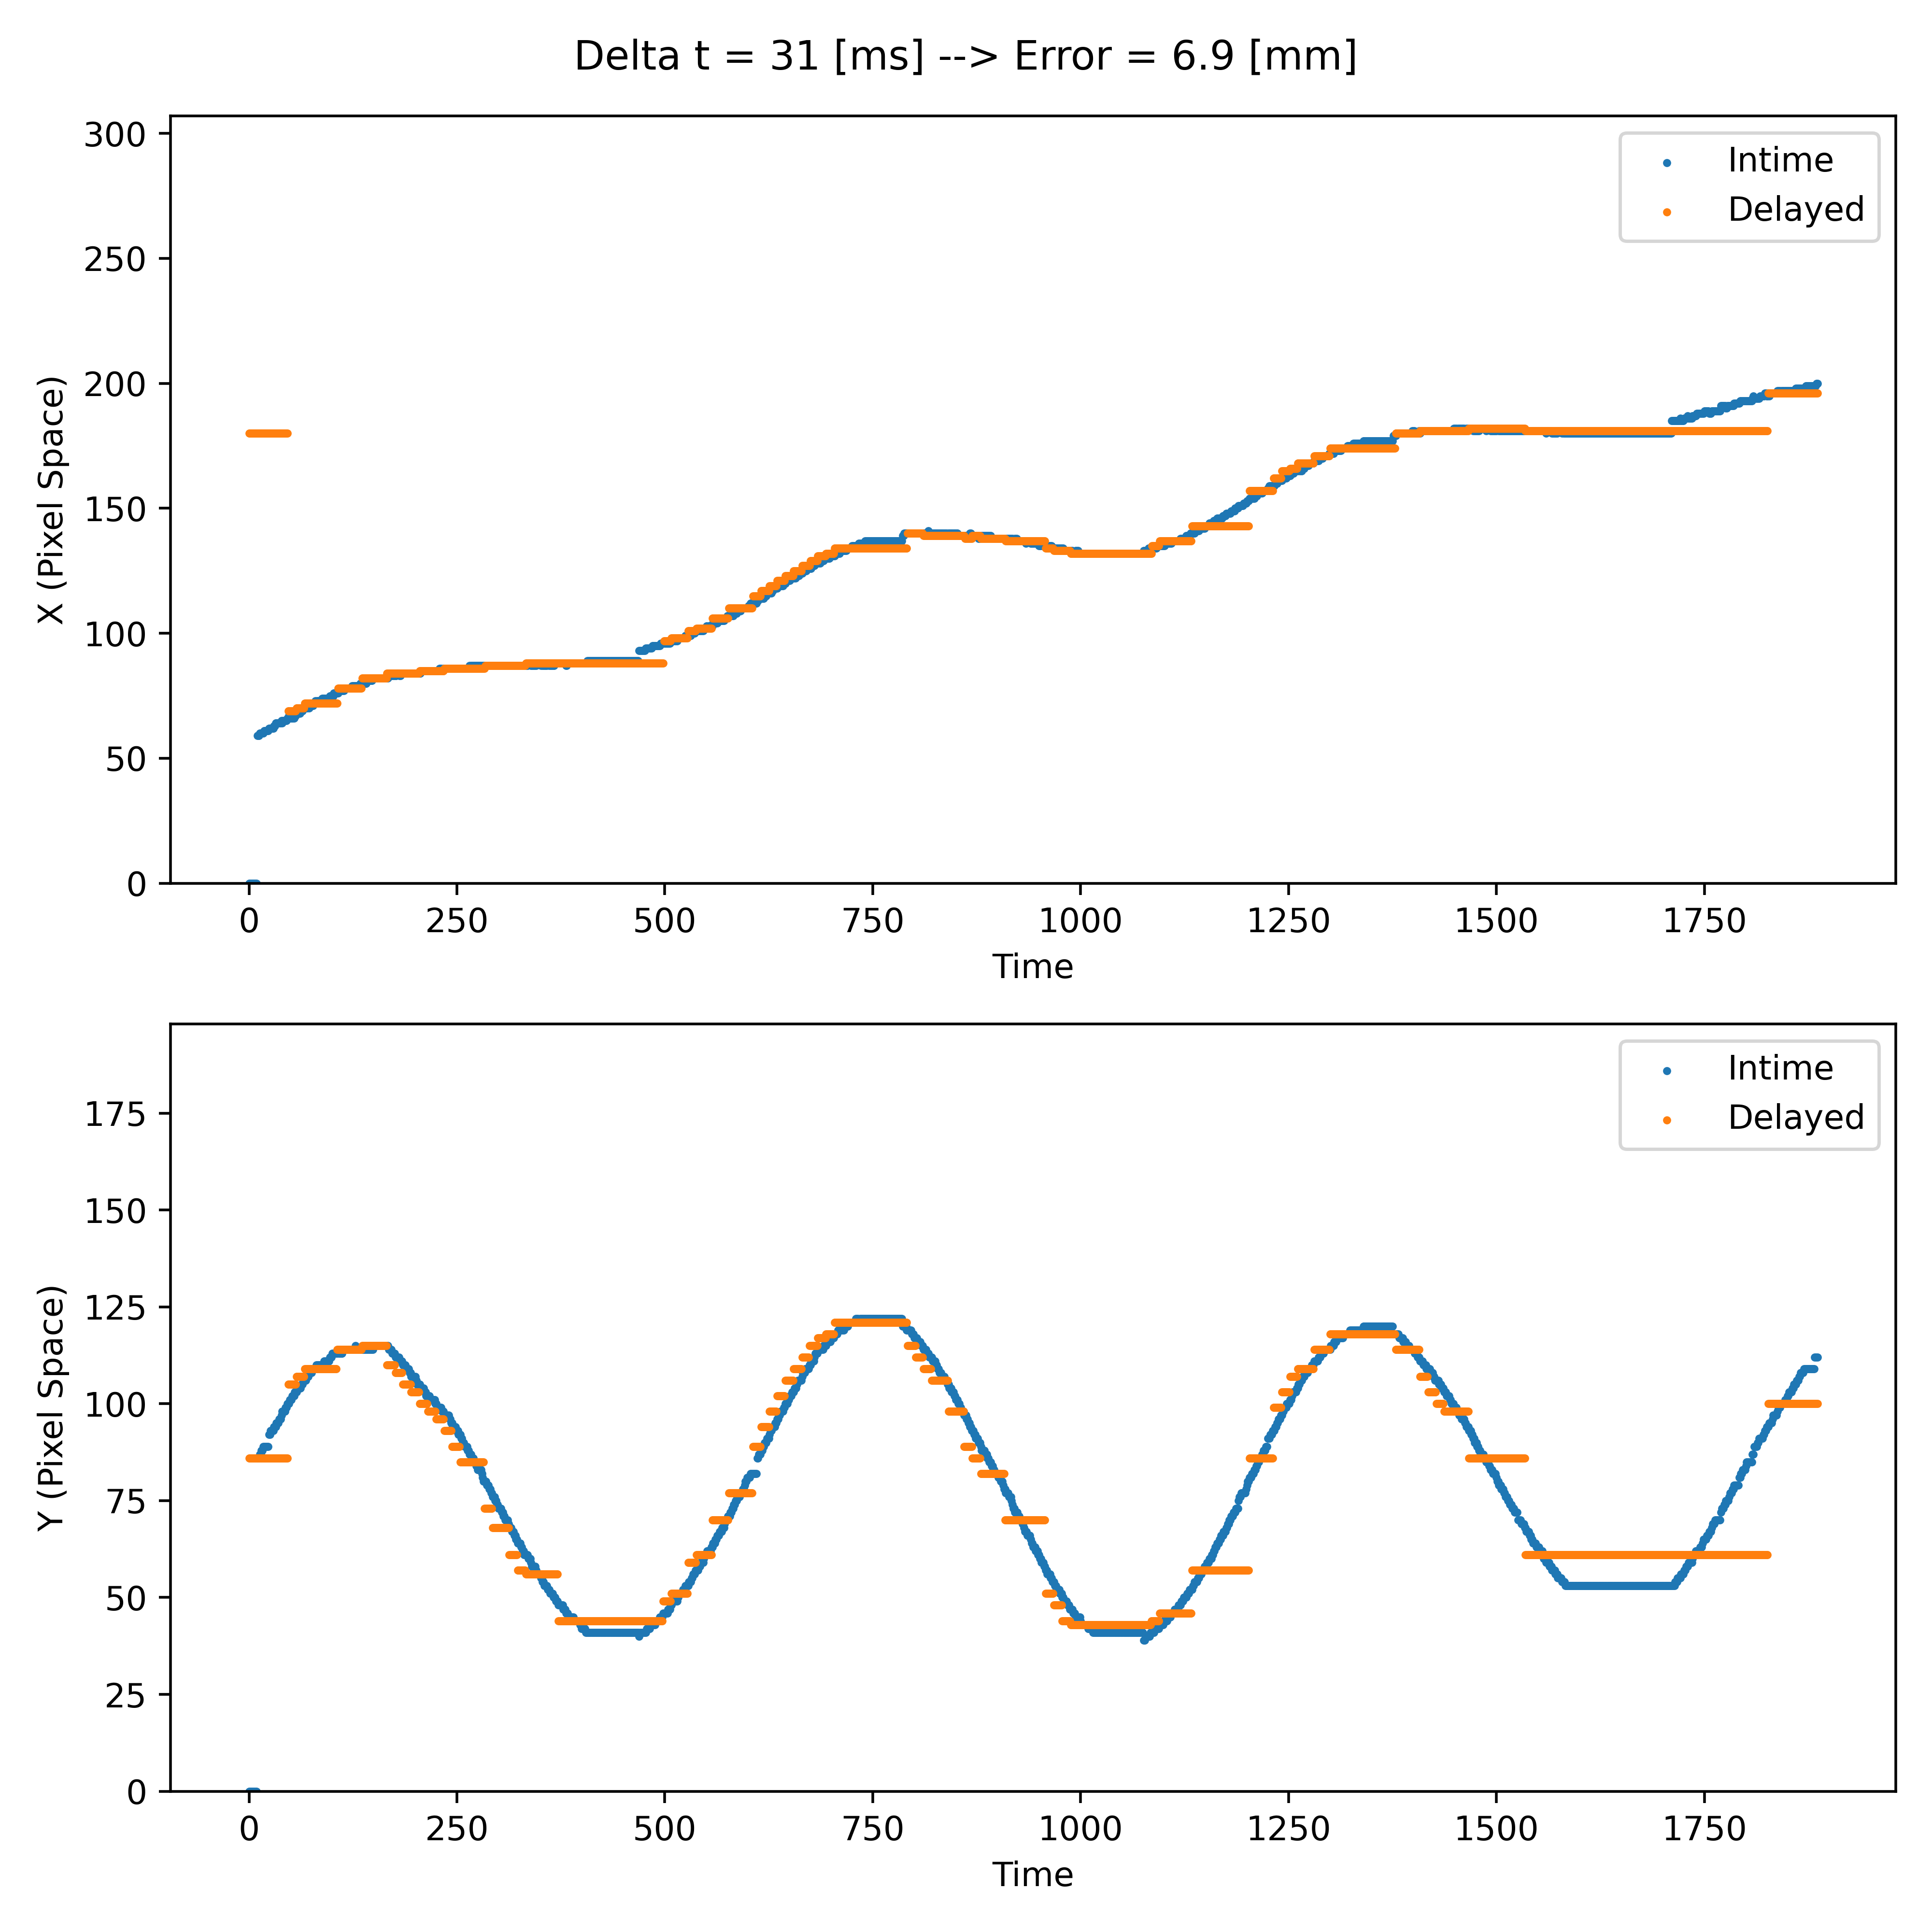 Delta t = 31 [ms] --> Error = 6.9 [mm]
300
250
200
150
100
50
0
X (Pixel Space)
Intime
Delayed
0 250 500 750 1000 1250 1500 1750
Time
175
150
125
100
75
50
25
0
Y (Pixel Space)
Intime
Delayed
0 250 500 750 1000 1250 1500 1750
Time